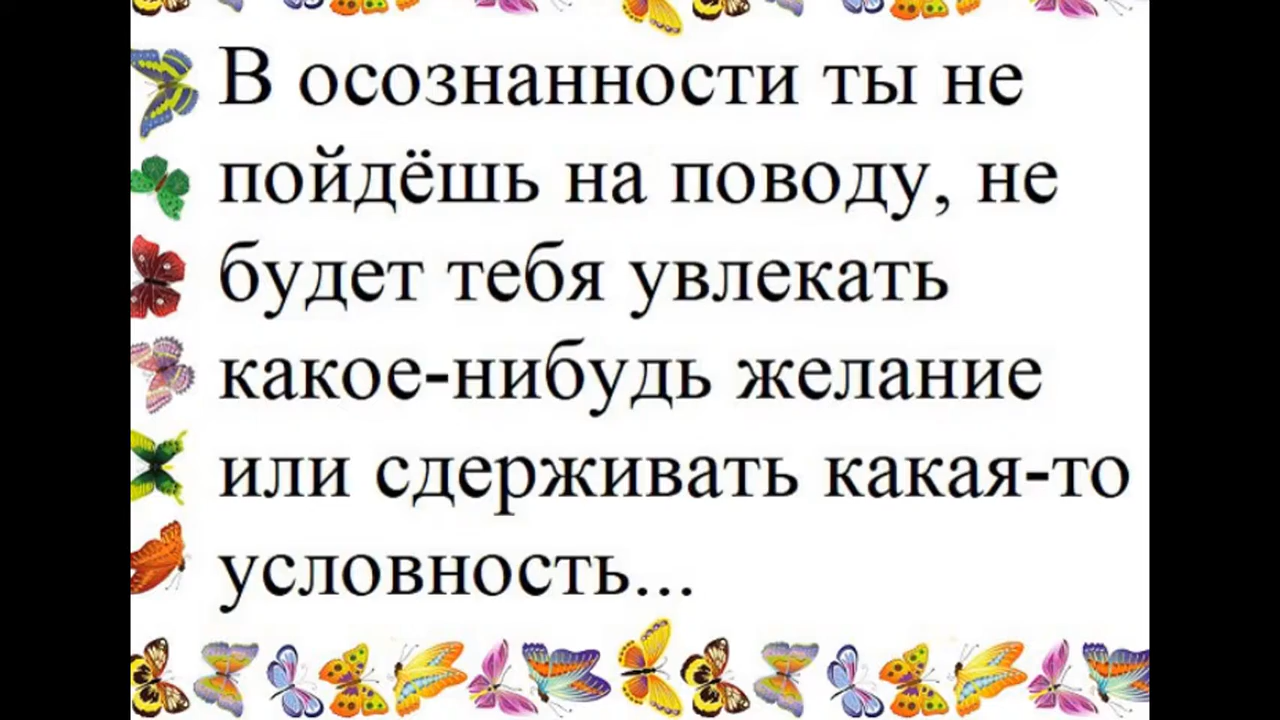 В осознанности ты не
пойдёшь на поводу, не
будет тебя увлекать
какое-нибудь желание
или сдерживать какая-то
условность...